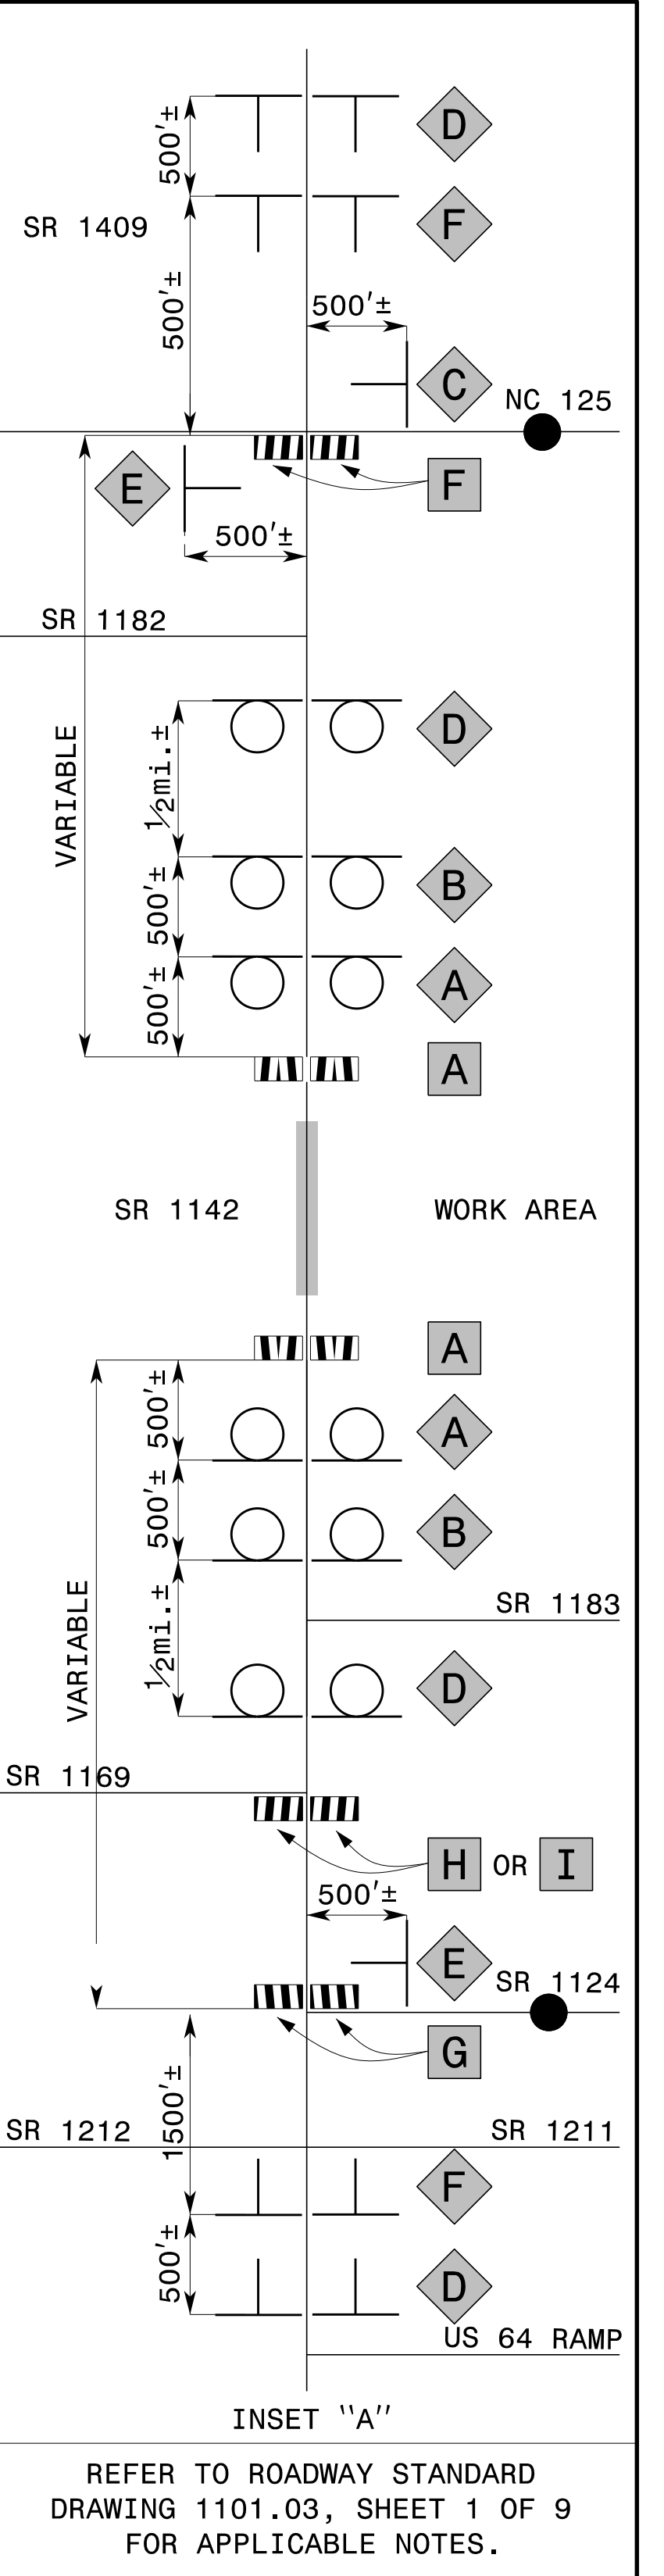 D
500'±
F
SR 1409
500'±
500'±
C
NC 125
E
F
500'±
SR 1182
D
VARIABLE
1/2mi.±
B
500'±
A
500'±
A
SR 1142
WORK AREA
A
500'±
A
500'±
B
SR 1183
VARIABLE
1/2mi.±
D
SR 1169
H OR I
500'±
E
SR 1124
G
1500'±
SR 1212
SR 1211
F
500'±
D
US 64 RAMP
INSET "A"
REFER TO ROADWAY STANDARD
DRAWING 1101.03, SHEET 1 OF 9
FOR APPLICABLE NOTES.